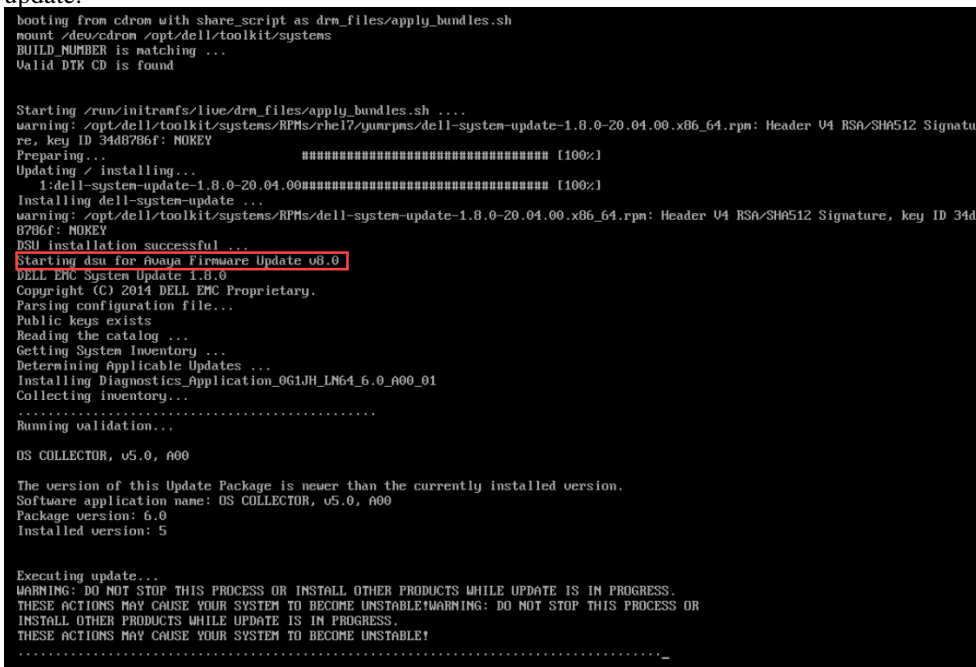 update.
booting from cdrom with share_script as drm_files/apply_bundles.sh
mount /dev/cdrom /opt/dell/toolkit/systems
BUILD_NUMBER is matching ...
Valid DTK CD is found
Starting /run/initramfs/live/drm_files/apply_bundles.sh ....
warning: /opt/dell/toolkit/systems/RPMs/rhel7/yumrpms/dell-system-update-1.8.0-20.04.00.x86_64.rpm: Header V4 RSA/SHA512 Signatu
re, key ID 34d8786f: NOKEY
Preparing... ################################# [100%]
Updating / installing...
1:dell-system-update-1.8.0-20.04.00################################# [100%]
Installing dell-system-update ...
warning: /opt/dell/toolkit/systems/RPMs/dell-system-update-1.8.0-20.04.00.x86_64.rpm: Header V4 RSA/SHA512 Signature, key ID 34d
8786f: NOKEY
DSU installation successful ...
Starting dsu for Avaya Firmware Update v8.0
DELL EMC System Update 1.8.0
Copyright (C) 2014 DELL EMC Proprietary.
Parsing configuration file...
Public keys exists
Reading the catalog ...
Getting System Inventory ...
Determining Applicable Updates ...
Installing Diagnostics_Application_0G1JH_LN64_6.0_A00_01
Collecting inventory...
................................................
Running validation...
OS COLLECTOR, v5.0, A00
The version of this Update Package is newer than the currently installed version.
Software application name: OS COLLECTOR, v5.0, A00
Package version: 6.0
Installed version: 5
Executing update...
WARNING: DO NOT STOP THIS PROCESS OR INSTALL OTHER PRODUCTS WHILE UPDATE IS IN PROGRESS.
THESE ACTIONS MAY CAUSE YOUR SYSTEM TO BECOME UNSTABLE!WARNING: DO NOT STOP THIS PROCESS OR
INSTALL OTHER PRODUCTS WHILE UPDATE IS IN PROGRESS.
THESE ACTIONS MAY CAUSE YOUR SYSTEM TO BECOME UNSTABLE!
......................................................................................_